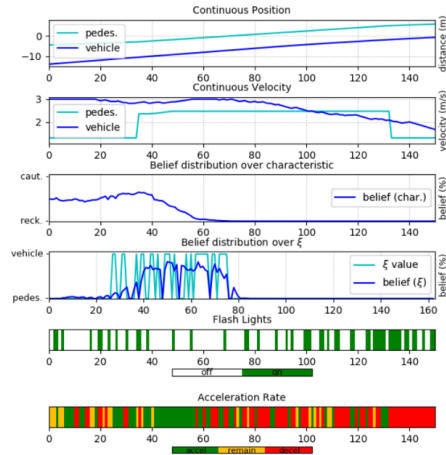 Continuous Position
0
-10
pedes.
vehicle
distance (m)
0 20 40 60 80 100 120 140
Continuous Velocity
3
2
pedes.
vehicle
velocity (m/s)
0 20 40 60 80 100 120 140
Belief distribution over characteristic
caut.
reck.
belief (char.)
belief (%)
0 20 40 60 80 100 120 140
Belief distribution over ξ
vehicle
pedes.
ξ value
belief (ξ)
belief (%)
0 20 40 60 80 100 120 140 160
Flash Lights
0 20 40 60 80 100 120 140
off on
Acceleration Rate
0 20 40 60 80 100 120 140
accel remain decel